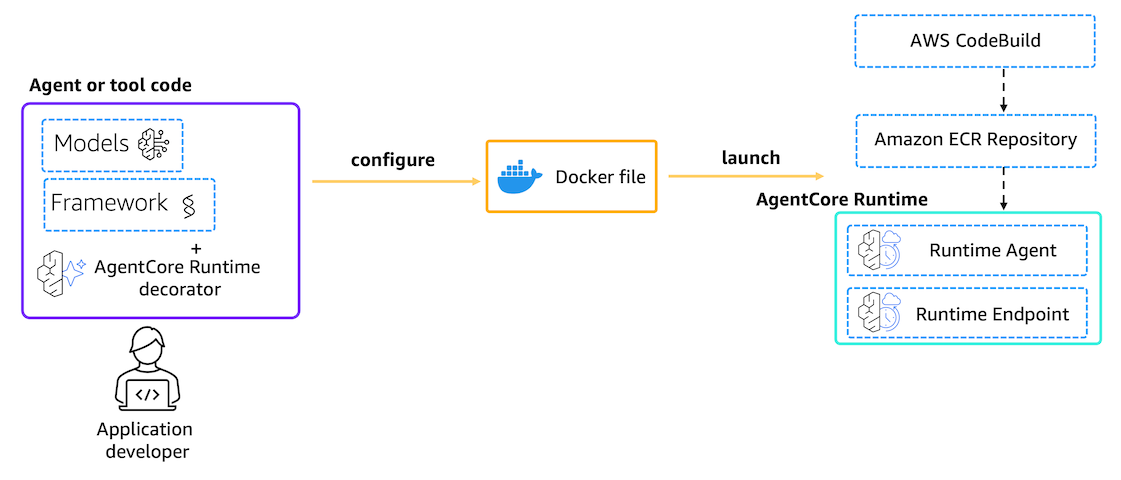 Agent or tool code
Models
Framework
+
AgentCore Runtime
decorator
</>
Application
developer
configure
Docker file
launch
AWS CodeBuild
Amazon ECR Repository
AgentCore Runtime
Runtime Agent
Runtime Endpoint